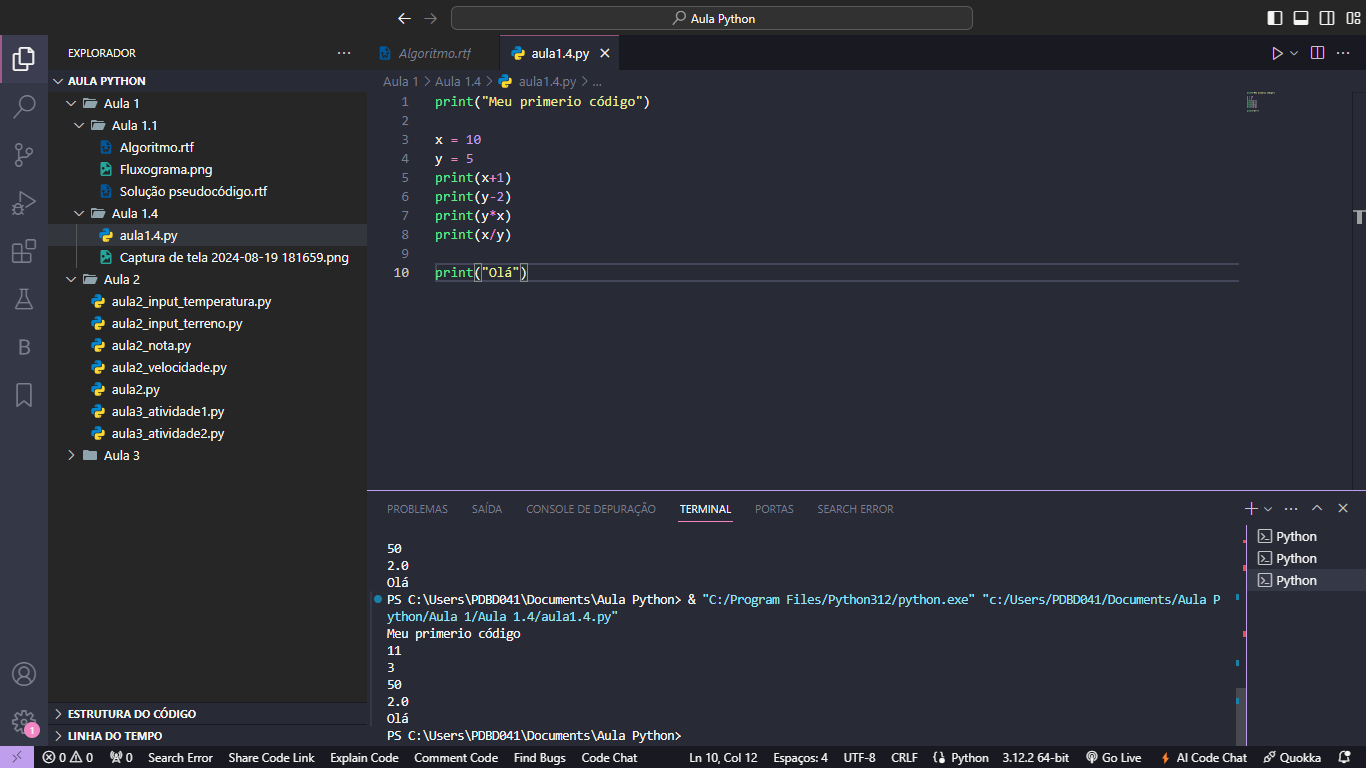 Aula Python
EXPLORADOR
AULA PYTHON
Aula 1
Aula 1.1
Algoritmo.rtf
Fluxograma.png
Solução pseudocódigo.rtf
Aula 1.4
aula1.4.py
Captura de tela 2024-08-19 181659.png
Aula 2
aula2_input_temperatura.py
aula2_input_terreno.py
aula2_nota.py
aula2_velocidade.py
aula2.py
aula3_atividade1.py
aula3_atividade2.py
Aula 3
ESTRUTURA DO CÓDIGO
LINHA DO TEMPO
Algoritmo.rtf
aula1.4.py
Aula 1 > Aula 1.4 > aula1.4.py > ...
1 print("Meu primerio código")
2
3 x = 10
4 y = 5
5 print(x+1)
6 print(y-2)
7 print(y*x)
8 print(x/y)
9
10 print("Olá")
PROBLEMAS SAÍDA CONSOLE DE DEPURAÇÃO TERMINAL PORTAS SEARCH ERROR
50
2.0
Olá
PS C:\Users\PDBD041\Documents\Aula Python> & "C:/Program Files/Python312/python.exe" "c:/Users/PDBD041/Documents/Aula P
ython/Aula 1/Aula 1.4/aula1.4.py"
Meu primerio código
11
3
50
2.0
Olá
PS C:\Users\PDBD041\Documents\Aula Python>
Python
Python
Python
B
1
0 0 0 Search Error Share Code Link Explain Code Comment Code Find Bugs Code Chat Ln 10, Col 12 Espaços: 4 UTF-8 CRLF Python 3.12.2 64-bit Go Live AI Code Chat Quokka